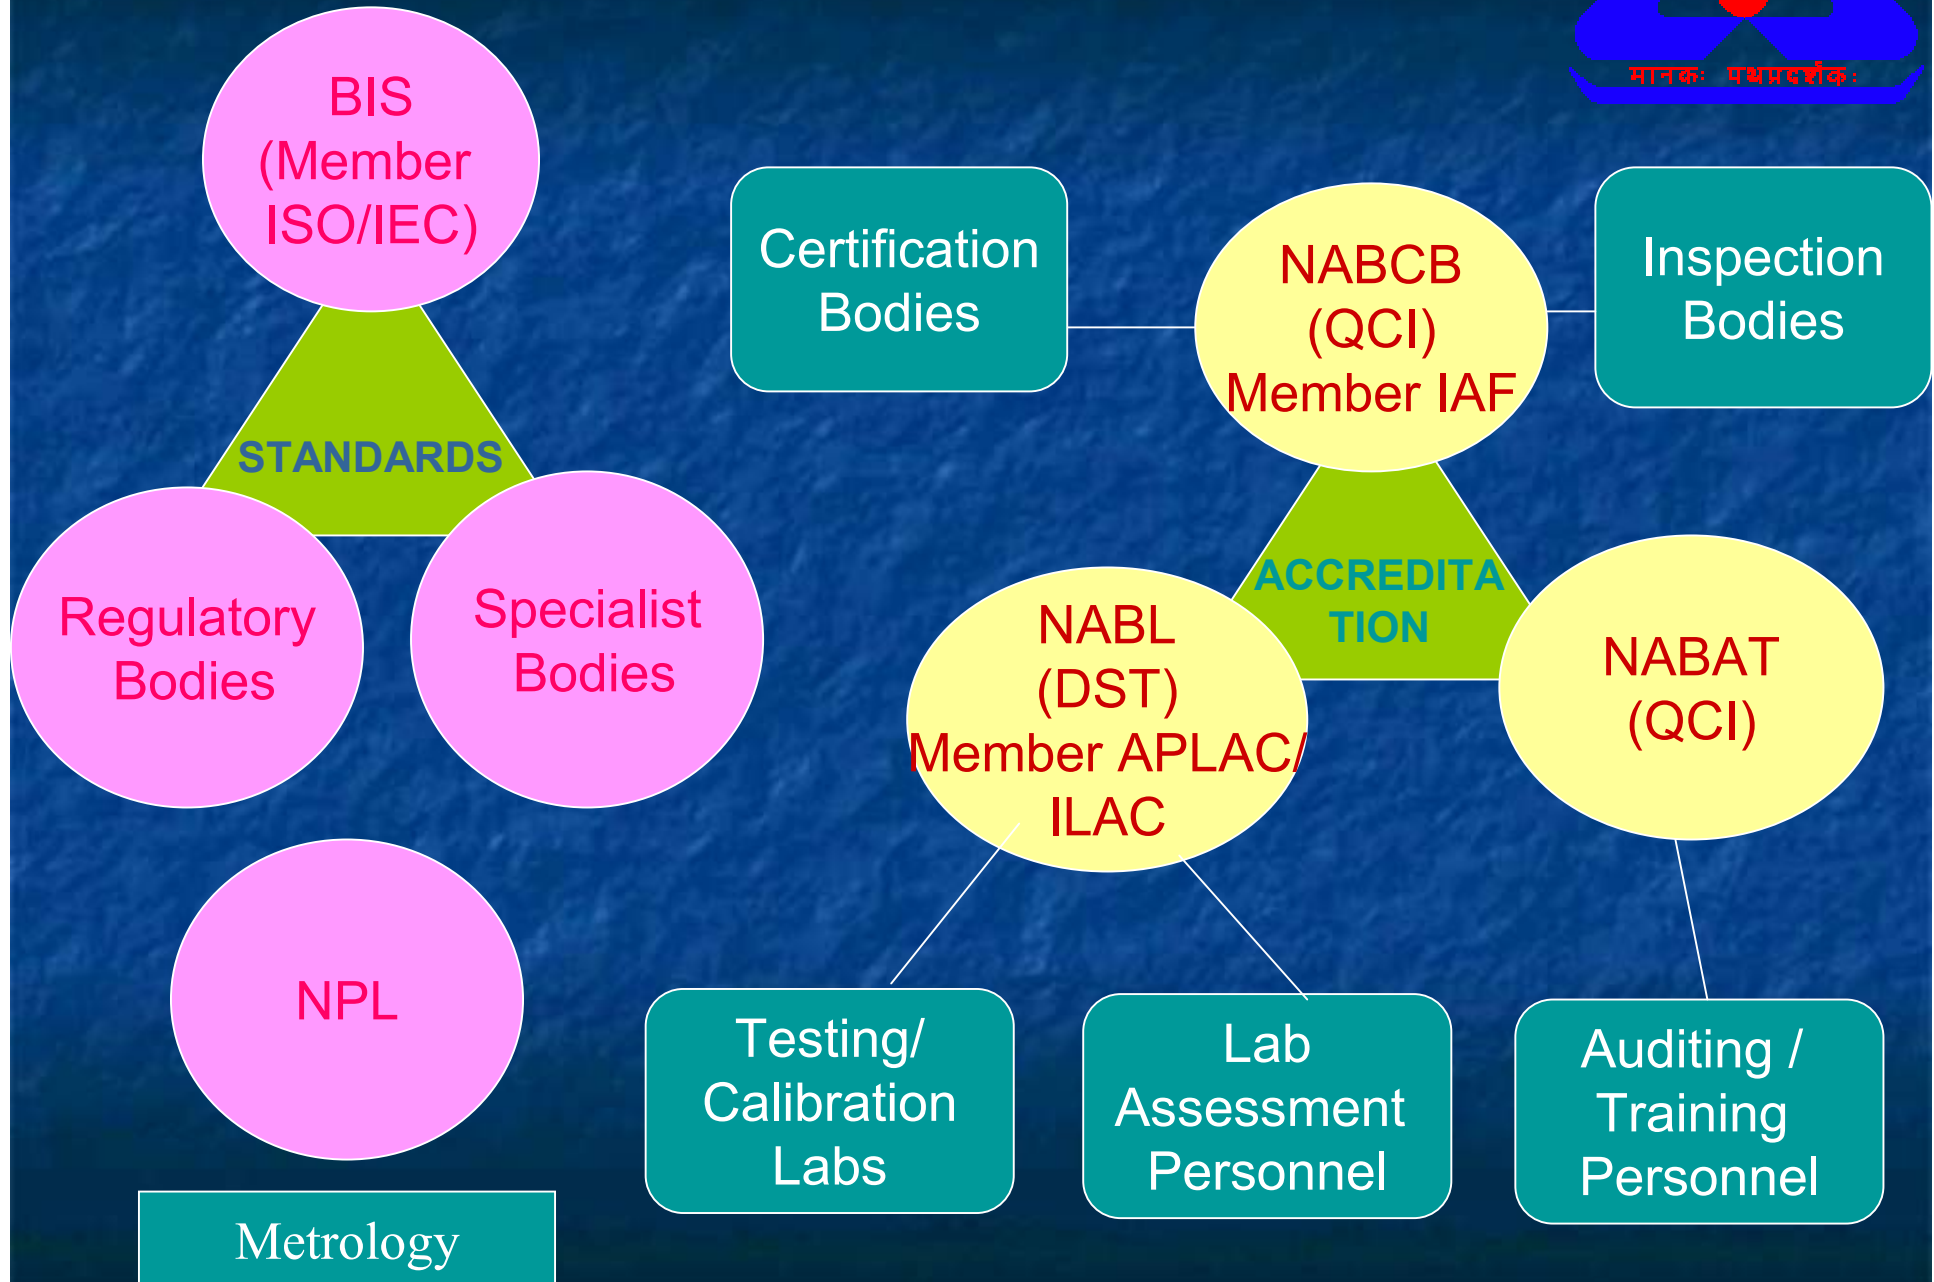 मानकः पथप्रदर्शकः
BIS
(Member
ISO/IEC)
STANDARDS
Regulatory
Bodies
Specialist
Bodies
NPL
Metrology
Certification
Bodies
NABCB
(QCI)
Member IAF
Inspection
Bodies
ACCREDITA
TION
NABL
(DST)
Member APLAC/
ILAC
NABAT
(QCI)
Testing/
Calibration
Labs
Lab
Assessment
Personnel
Auditing /
Training
Personnel